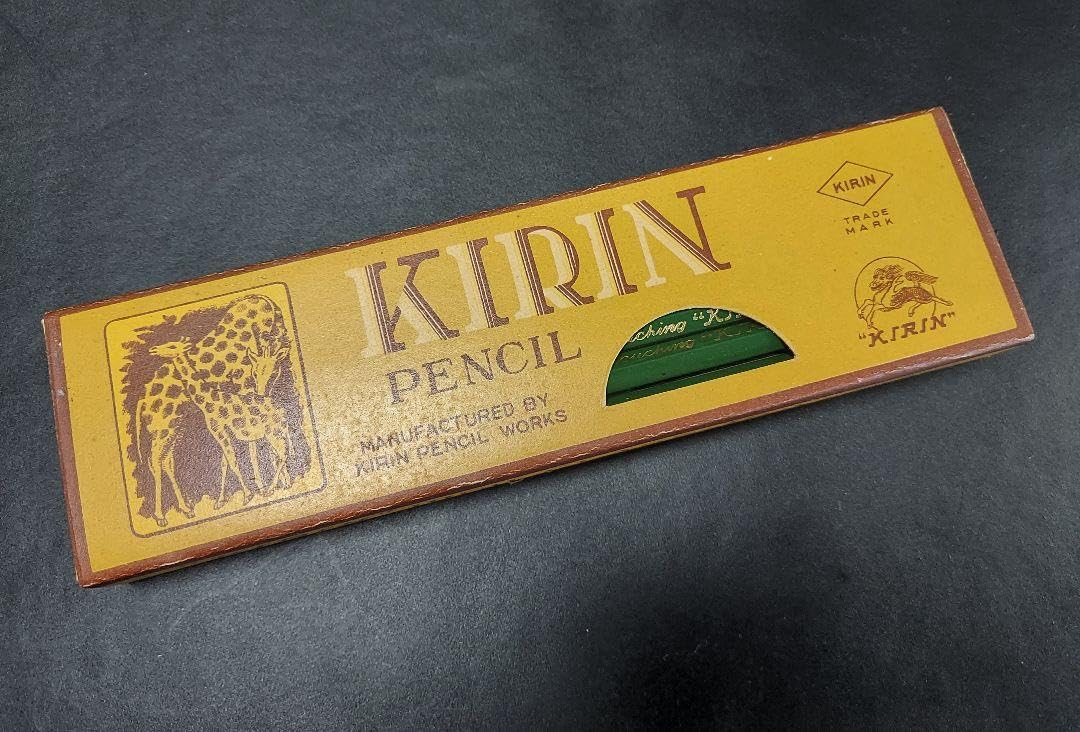 KIRIN
PENCIL
MANUFACTURED BY
KIRIN PENCIL WORKS
KIRIN
TRADE
MARK
"KIRIN"